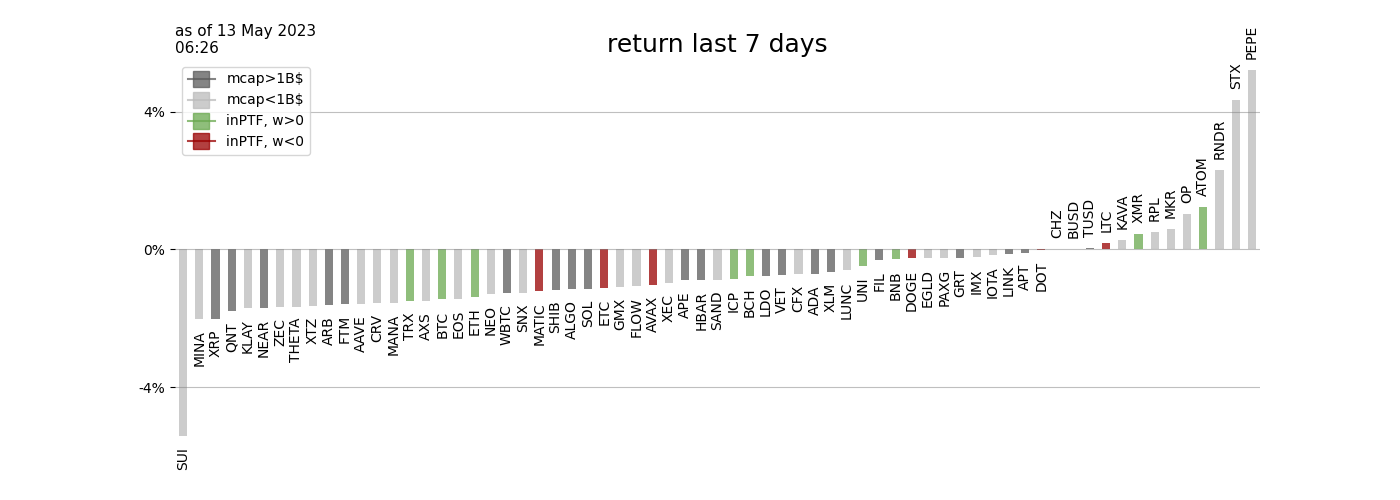 as of 13 May 2023
06:26
return last 7 days
mcap>1B$
mcap<1B$
inPTF, w>0
inPTF, w<0
4%
0%
-4%
SUI
MINA
XRP
QNT
KLAY
NEAR
ZEC
THETA
XTZ
ARB
FTM
AAVE
CRV
MANA
TRX
AXS
BTC
EOS
ETH
NEO
WBTC
SNX
MATIC
SHIB
ALGO
SOL
ETC
GMX
FLOW
AVAX
XEC
APE
HBAR
SAND
ICP
BCH
LDO
VET
CFX
ADA
XLM
LUNC
UNI
FIL
BNB
DOGE
EGLD
PAXG
GRT
IMX
IOTA
LINK
APT
DOT
CHZ
BUSD
TUSD
LTC
KAVA
XMR
RPL
MKR
OP
ATOM
RNDR
STX
PEPE